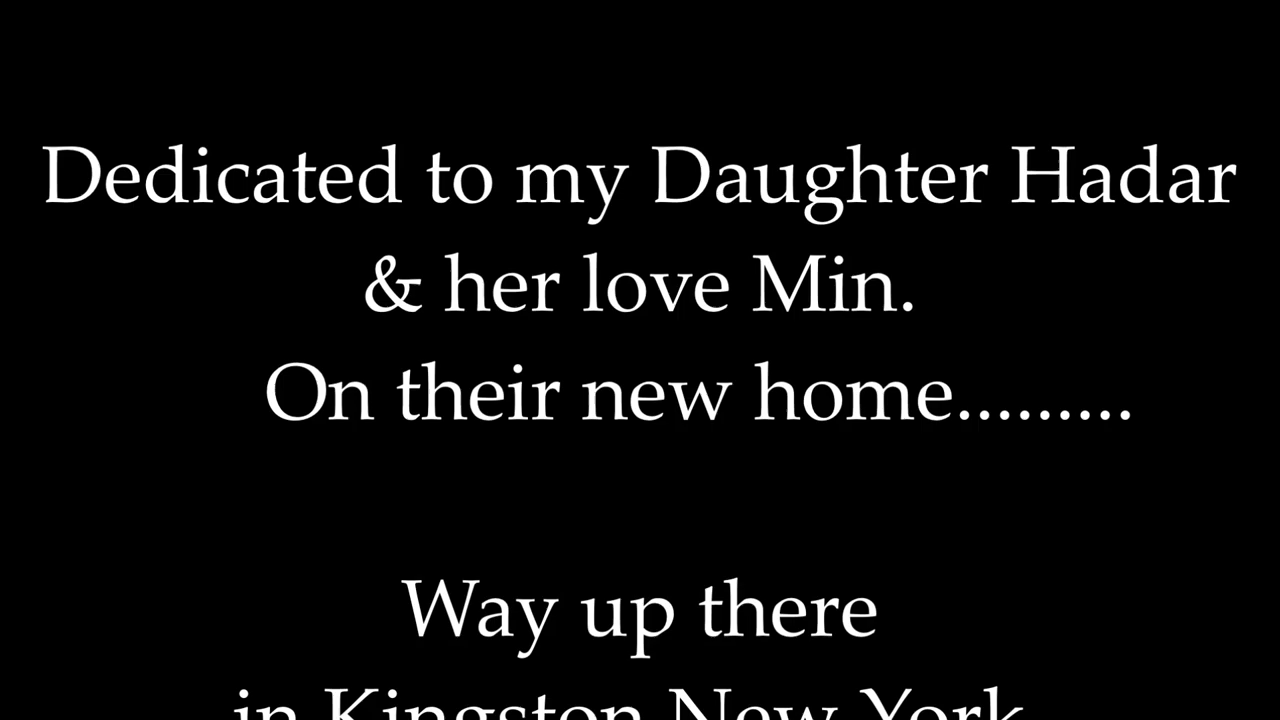 Dedicated to my Daughter Hadar
& her love Min.
On their new home.........
Way up there
in Kingston New York